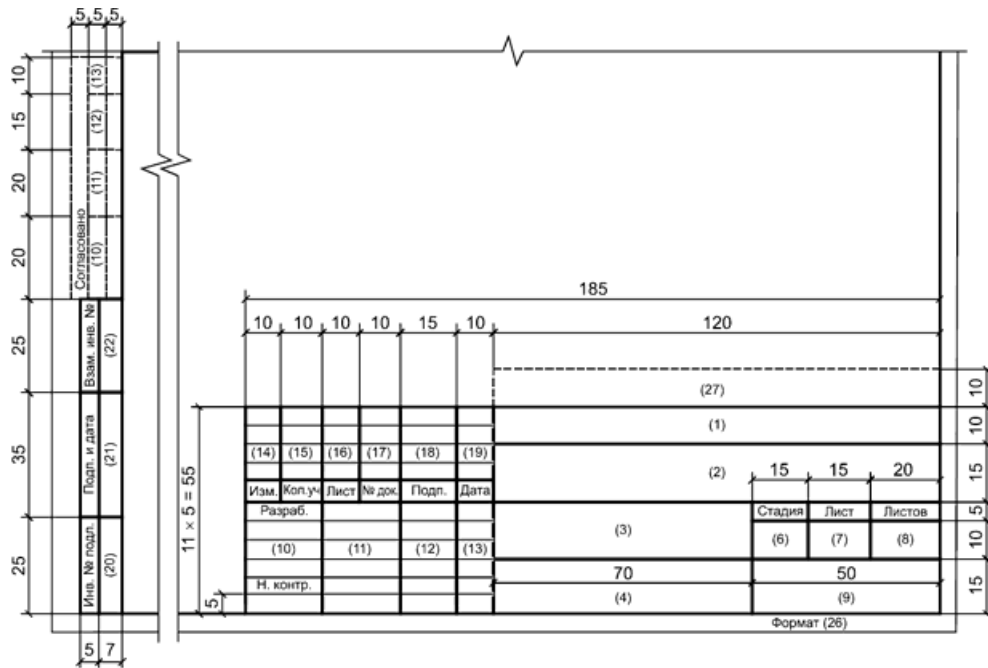 5 5 5
10
15
20
20
25
35
25
(13)
(12)
(11)
(10)
Согласовано
Взам. инв. №
(22)
Подп. и дата
(21)
Инв. № подл.
(20)
5 7
185
10 10 10 10 15 10 120
(27)
10
(1)
10
(14) (15) (16) (17) (18) (19)
(2)
15 15 20
15
Изм. Кол.уч Лист № док. Подп. Дата
11 × 5 = 55
Разраб.
Стадия Лист Листов
5
(3)
(10) (11) (12) (13)
(6) (7) (8)
10
Н. контр.
70 50
5
(4) (9)
15
Формат (26)